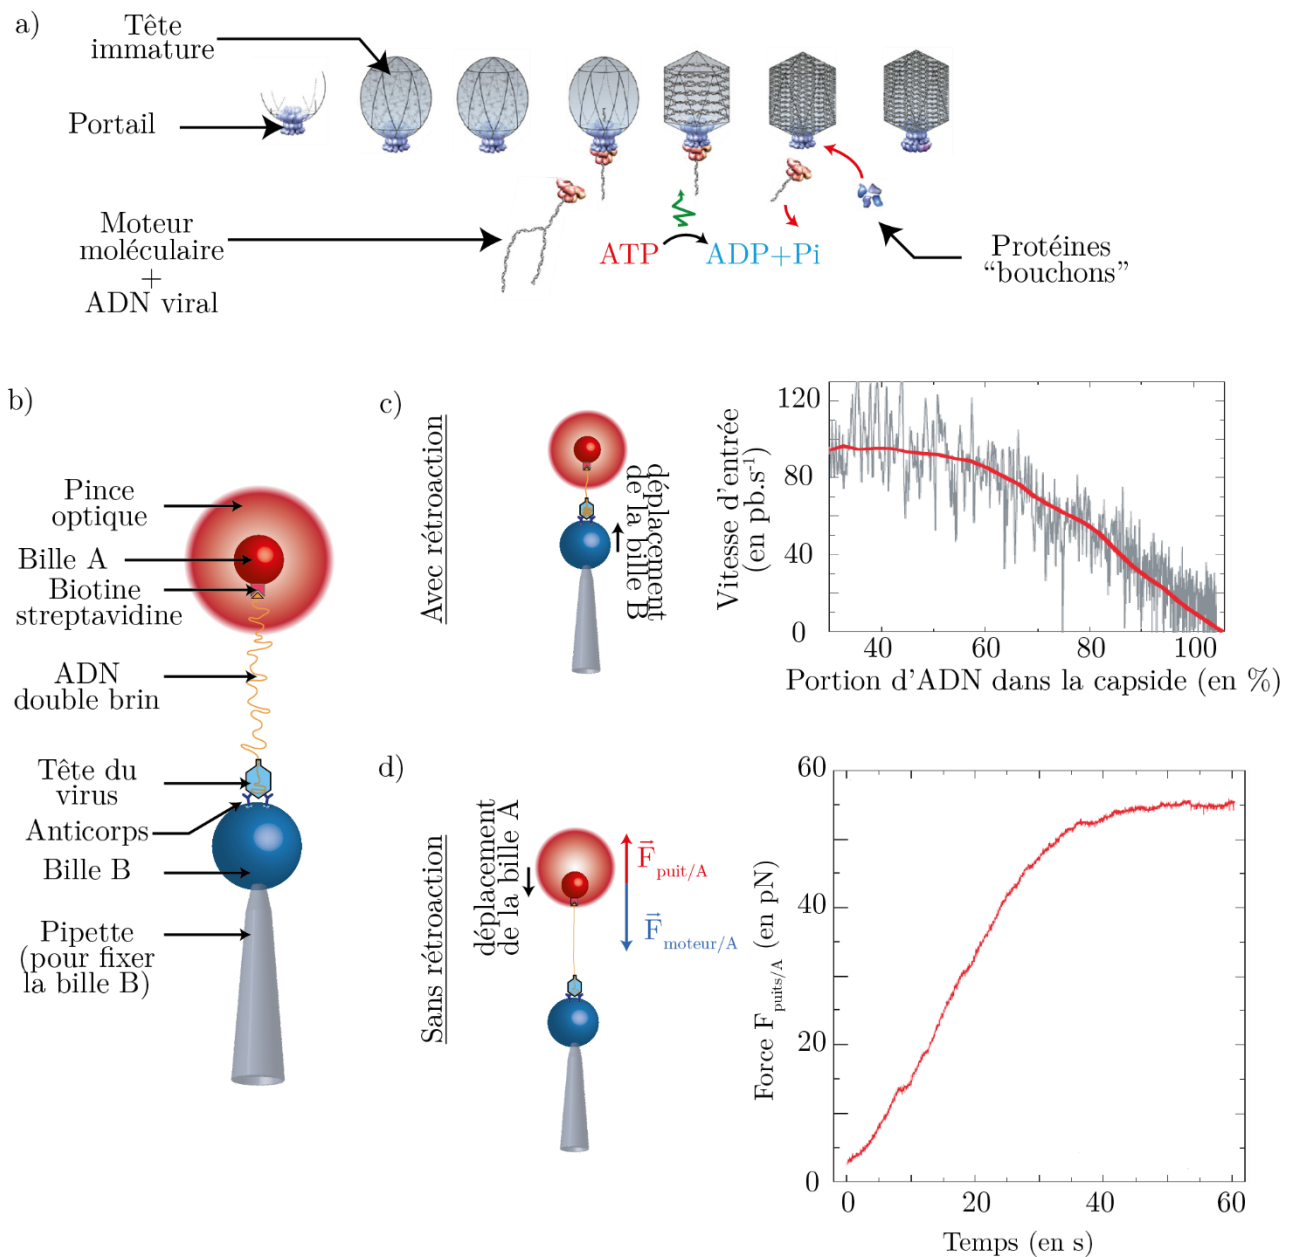 a)
Tête
immature
Portail
Moteur
moléculaire
+
ADN viral
ATP
ADP+Pi
Protéines
“bouchons”
b)
Pince
optique
Bille A
Biotine
streptavidine
ADN
double brin
Tête du
virus
Anticorps
Bille B
Pipette
(pour fixer
la bille B)
c)
Avec rétroaction
déplacement
de la bille B
Vitesse d'entrée
(en pb.s⁻¹)
120
80
40
0
40 60 80 100
Portion d'ADN dans la capside (en %)
d)
Sans rétroaction
déplacement
de la bille A
F⃗puit/A
F⃗moteur/A
Force Fpuits/A (en pN)
60
40
20
0
0 20 40 60
Temps (en s)